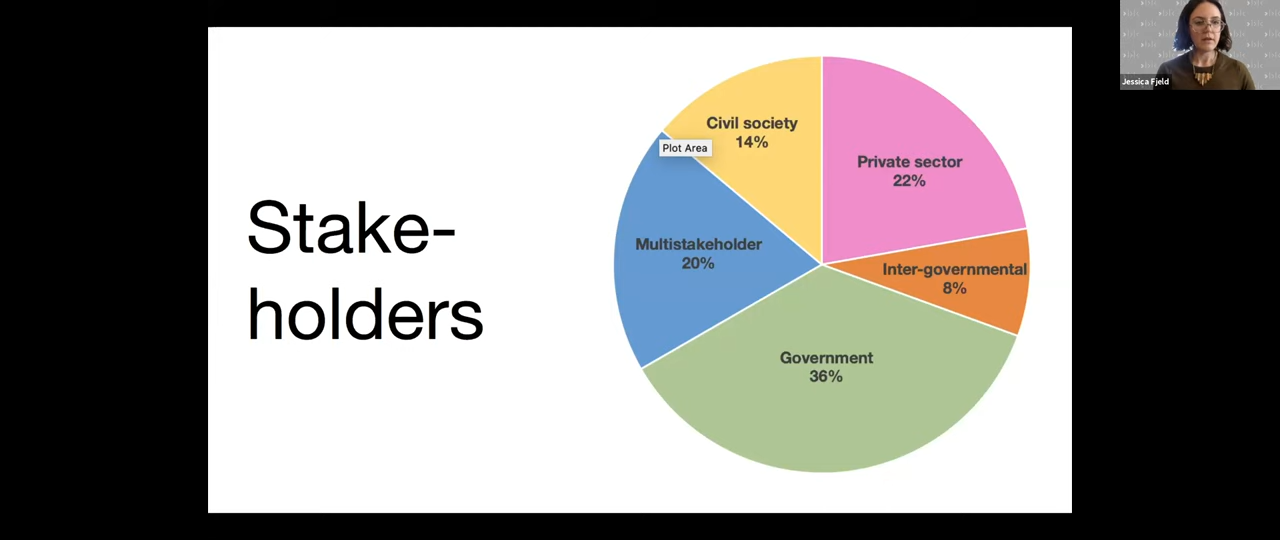 Stake-
holders
Civil society
14%
Plot Area
Private sector
22%
Multistakeholder
20%
Inter-governmental
8%
Government
36%
Jessica Fjeld